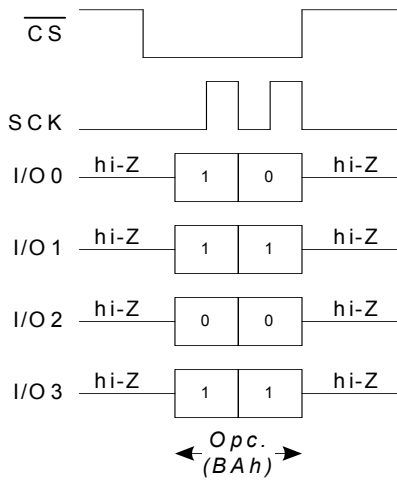 CS
SCK
I/O 0 hi-Z 1 0 hi-Z
I/O 1 hi-Z 1 1 hi-Z
I/O 2 hi-Z 0 0 hi-Z
I/O 3 hi-Z 1 1 hi-Z
Opc.
(BAh)